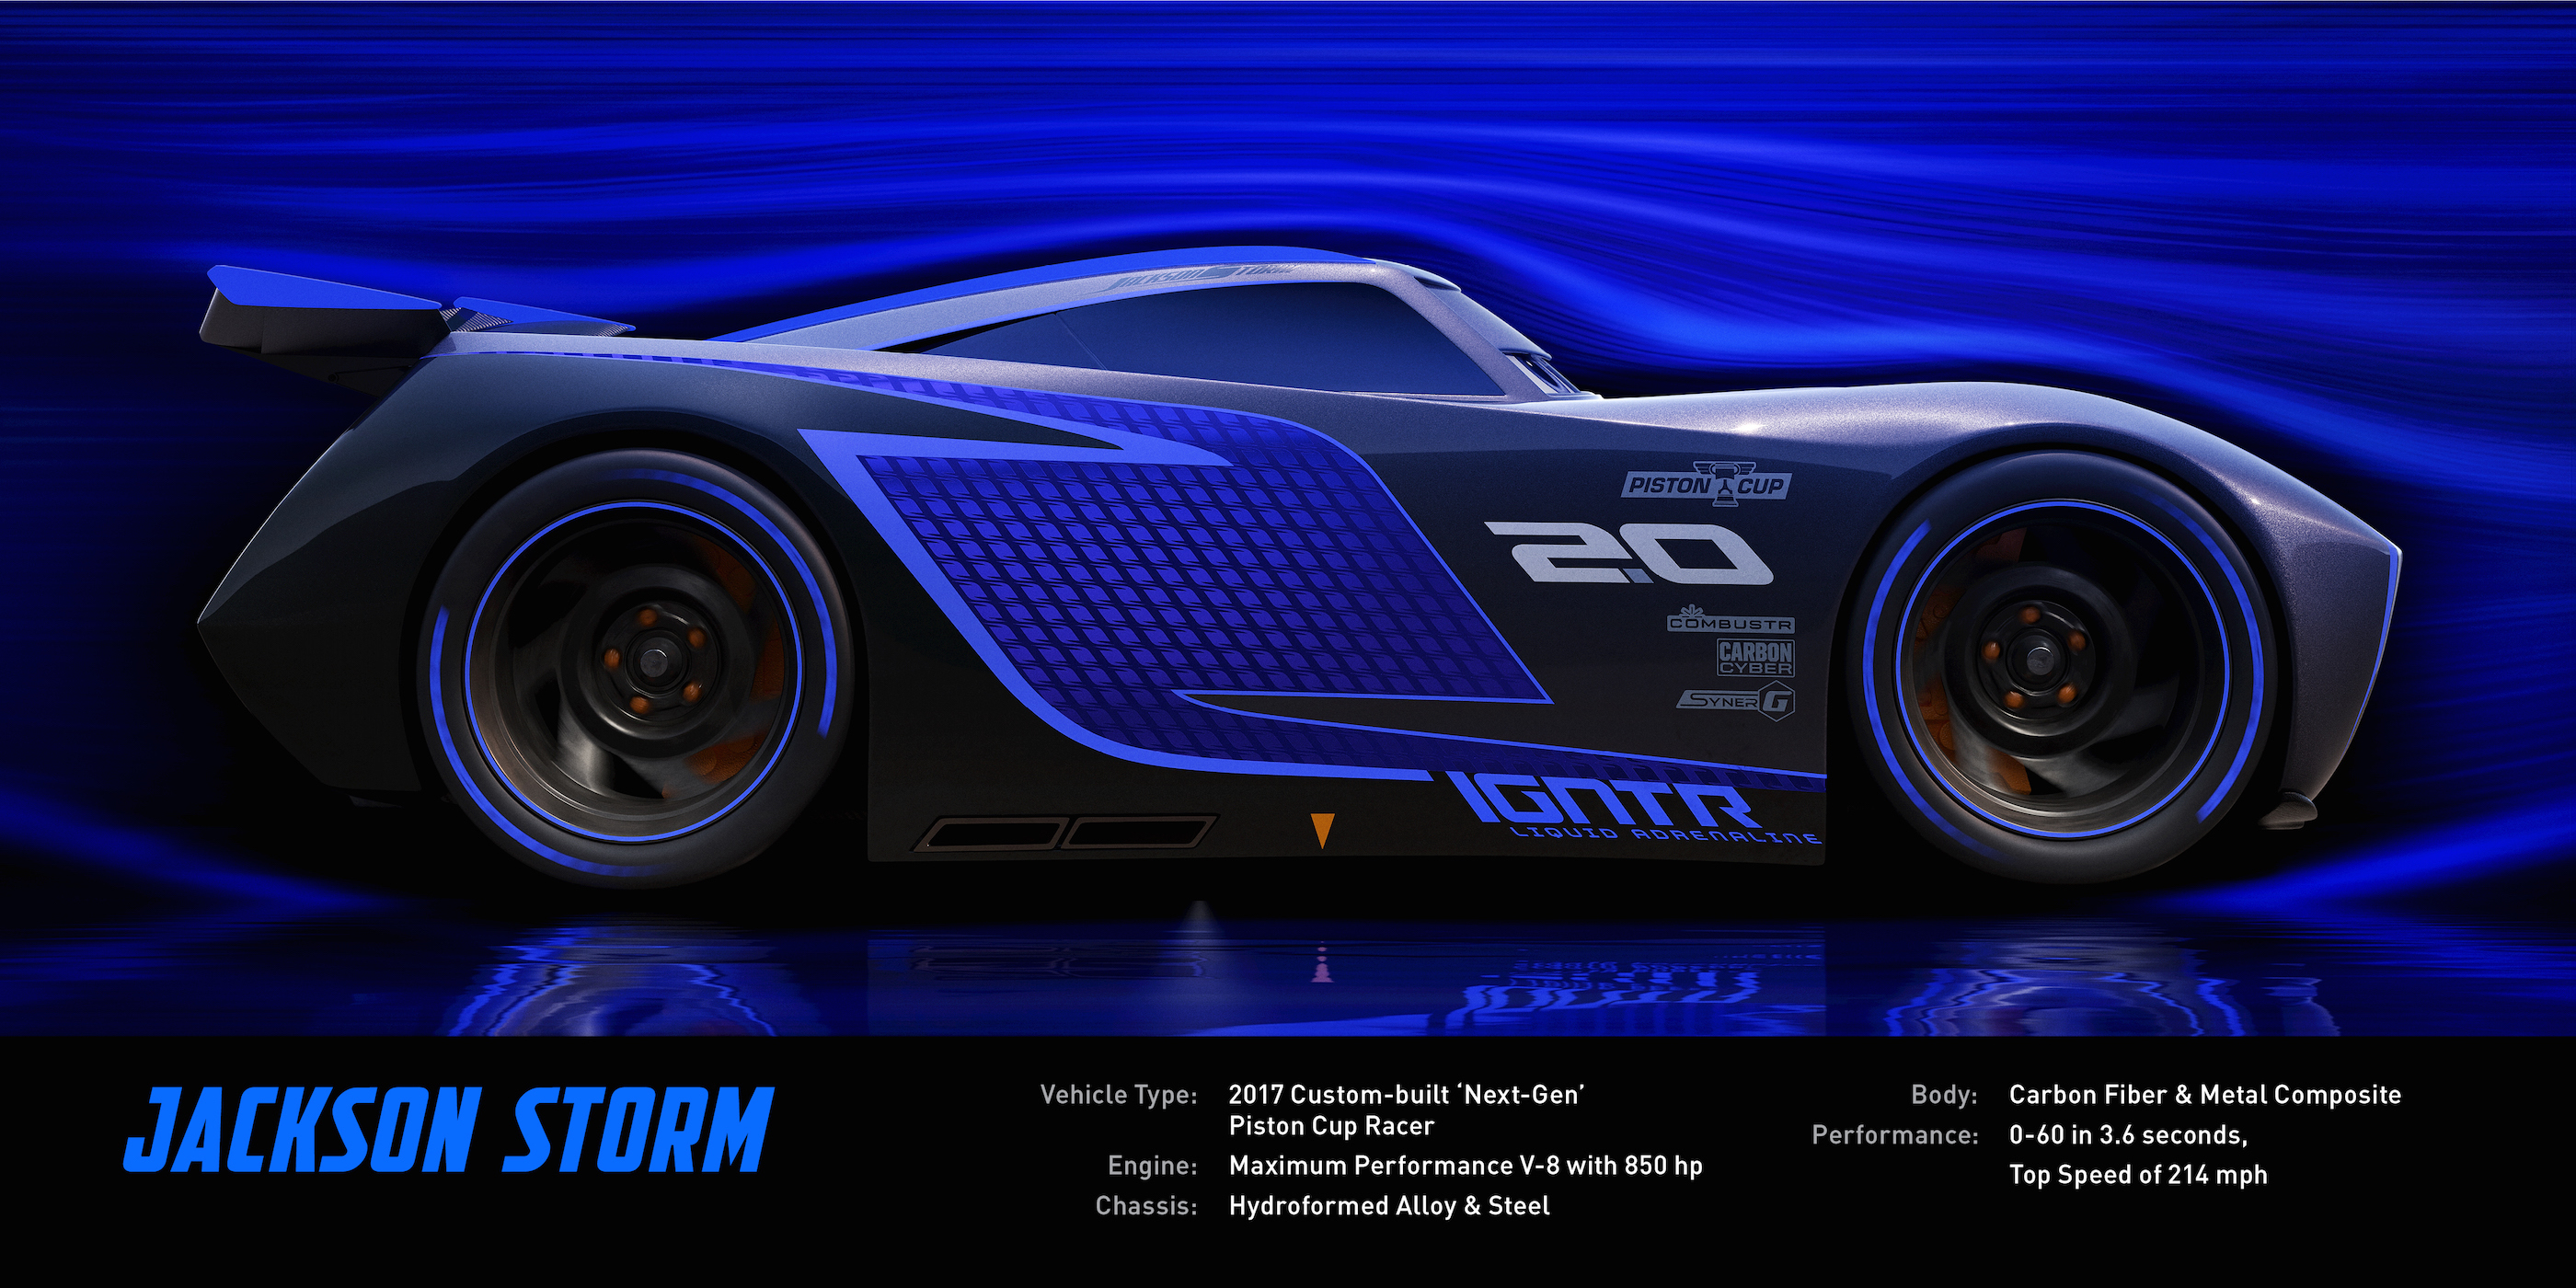 JACKSON STORM
PISTON CUP
2.0
COMBUSTR
CARBON
CYBER
SYNERG
IGNTR
LIQUID ADRENALINE
JACKSON STORM
Vehicle Type: 2017 Custom-built ‘Next-Gen’
Piston Cup Racer
Engine: Maximum Performance V-8 with 850 hp
Chassis: Hydroformed Alloy & Steel
Body: Carbon Fiber & Metal Composite
Performance: 0-60 in 3.6 seconds,
Top Speed of 214 mph